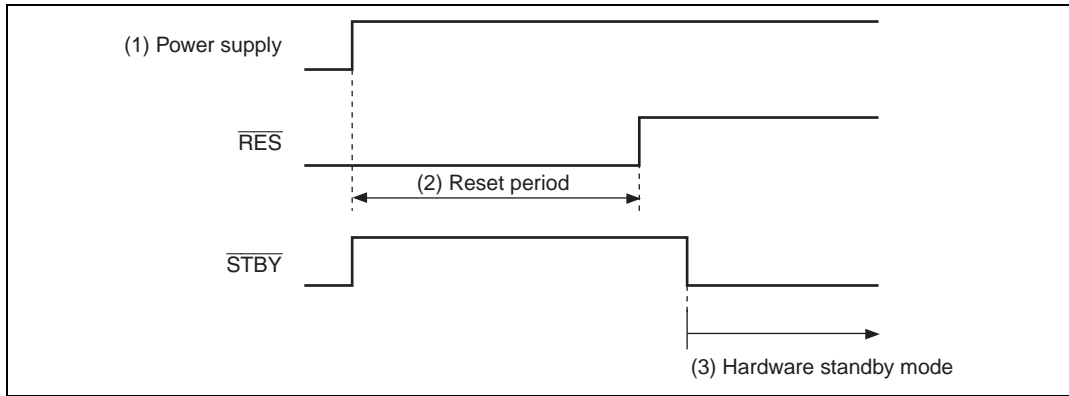 (1) Power supply
RES
(2) Reset period
STBY
(3) Hardware standby mode